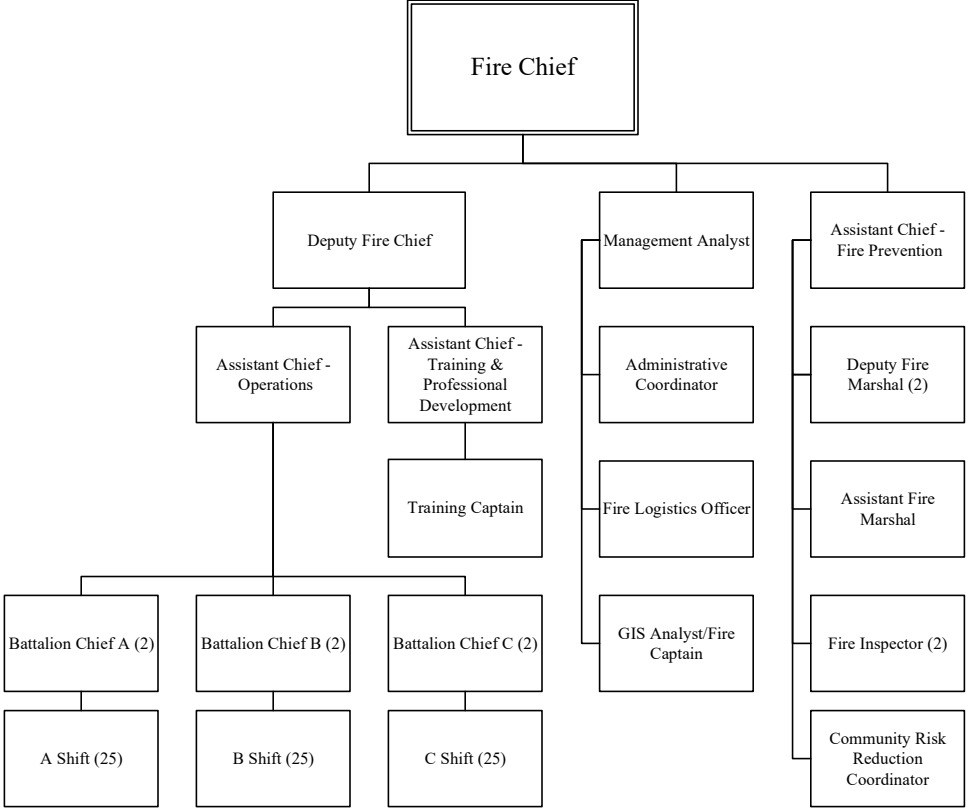 Fire Chief
Deputy Fire Chief
Management Analyst
Assistant Chief -
Fire Prevention
Assistant Chief -
Operations
Assistant Chief -
Training &
Professional
Development
Administrative
Coordinator
Deputy Fire
Marshal (2)
Training Captain
Fire Logistics Officer
Assistant Fire
Marshal
Battalion Chief A (2)
Battalion Chief B (2)
Battalion Chief C (2)
GIS Analyst/Fire
Captain
Fire Inspector (2)
A Shift (25)
B Shift (25)
C Shift (25)
Community Risk
Reduction
Coordinator